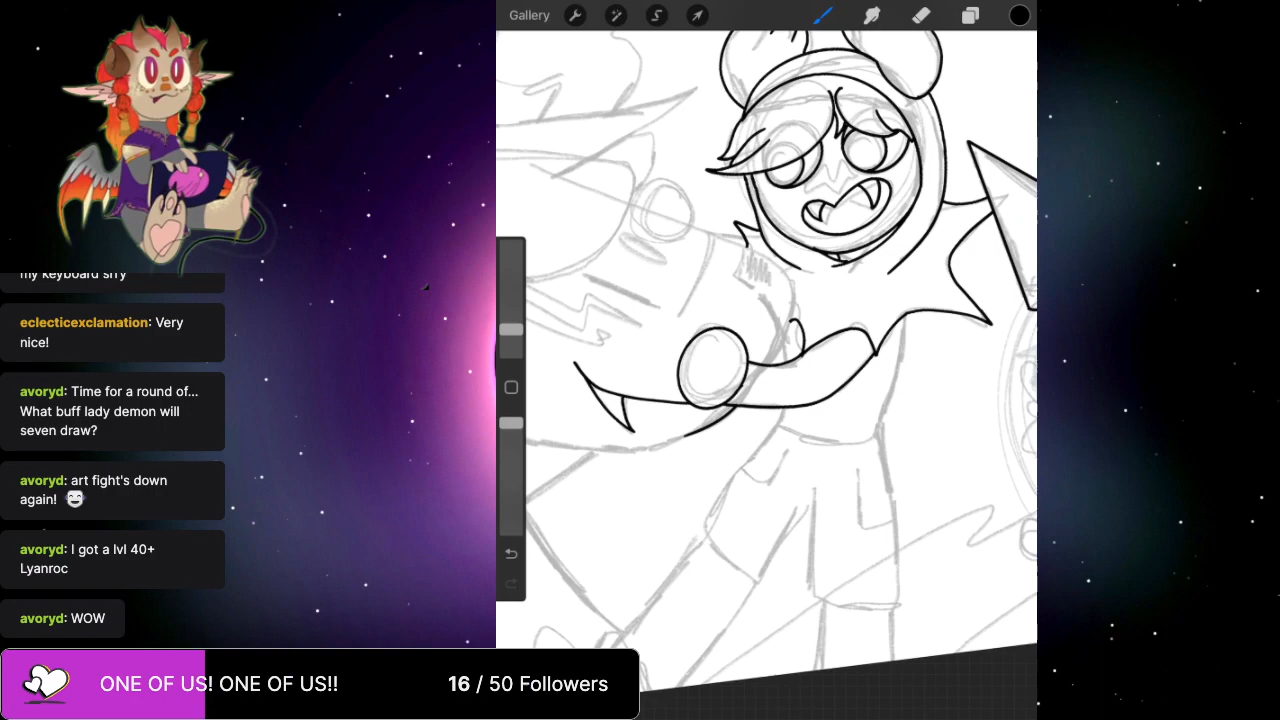 Gallery
my keyboard srry
eclecticexclamation: Very
nice!
avoryd: Time for a round of...
What buff lady demon will
seven draw?
avoryd: art fight's down
again!
avoryd: I got a lvl 40+
Lyanroc
avoryd: WOW
ONE OF US! ONE OF US!!
16 / 50 Followers